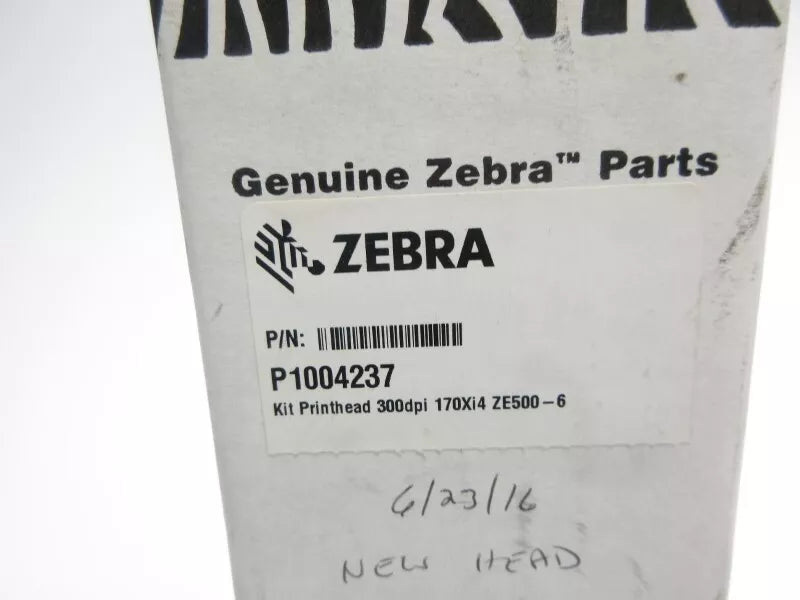 Genuine Zebra™ Parts
ZEBRA
P/N:
P1004237
Kit Printhead 300dpi 170Xi4 ZE500-6
6/23/16
NEW HEAD